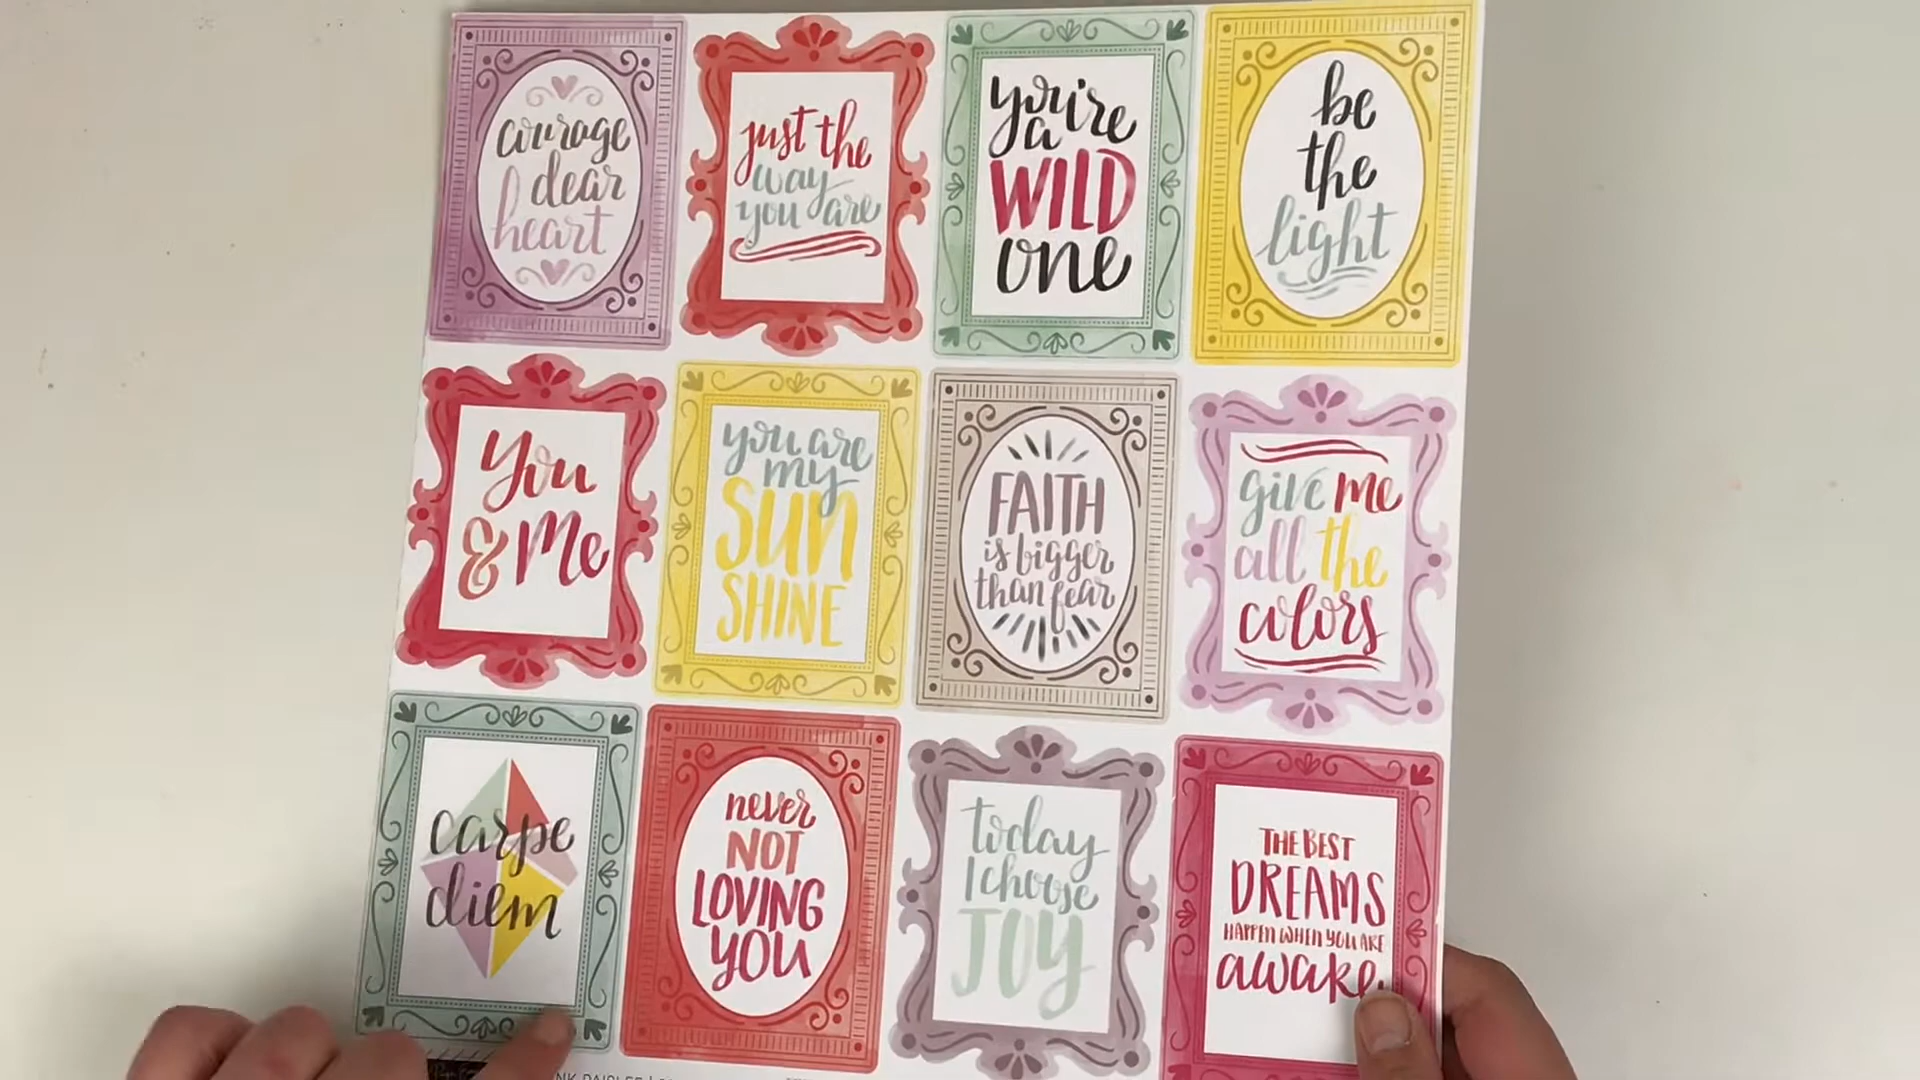 courage
dear
heart
just the
way
you are
you're
a
WILD
one
be
the
light
You
& Me
you are
my
SUN
SHINE
FAITH
is bigger
than fear
give me
all the
colors
carpe
diem
never
NOT
LOVING
YOU
today
I choose
JOY
THE BEST
DREAMS
HAPPEN WHEN YOU ARE
awake